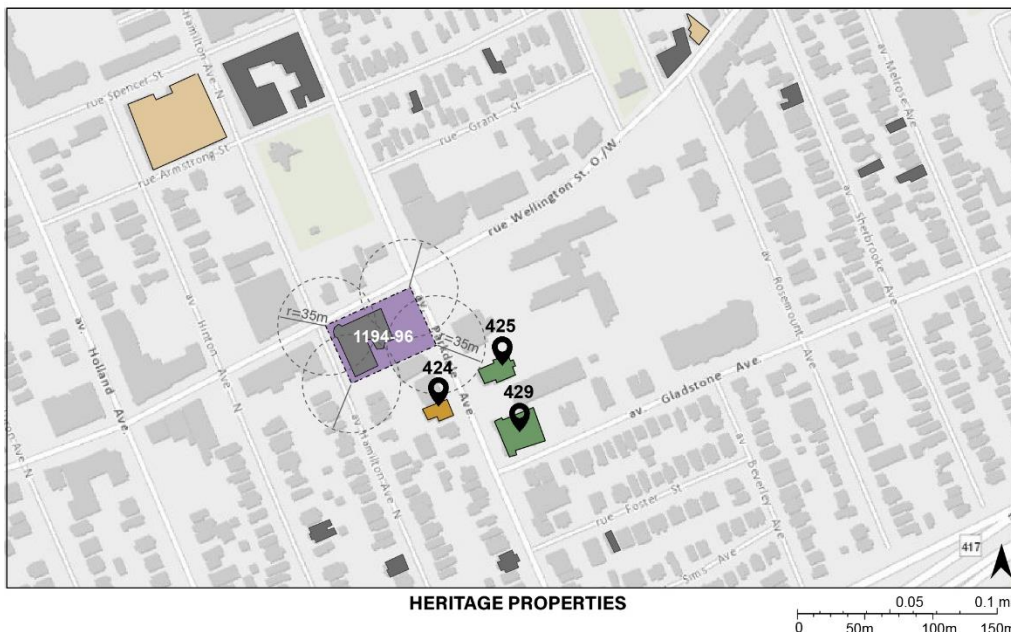 Hamilton Ave N
rue Spencer St
av. Melrose Ave
rue Grant St
rue Armstrong St
rue Wellington St. O /W.
av. Sherbrooke Ave
av. Rosemount Ave
r=35m
1194-96
av. Parkdale Ave
r=35m
425
424
429
av. Hinton Ave N
av. Holland Ave.
av. Gladstone Ave.
av. Hamilton Ave N
av. Beverley Ave
rue Foster St
Sims Ave
417
HERITAGE PROPERTIES
0.05 0.1 m
0 50m 100m 150m